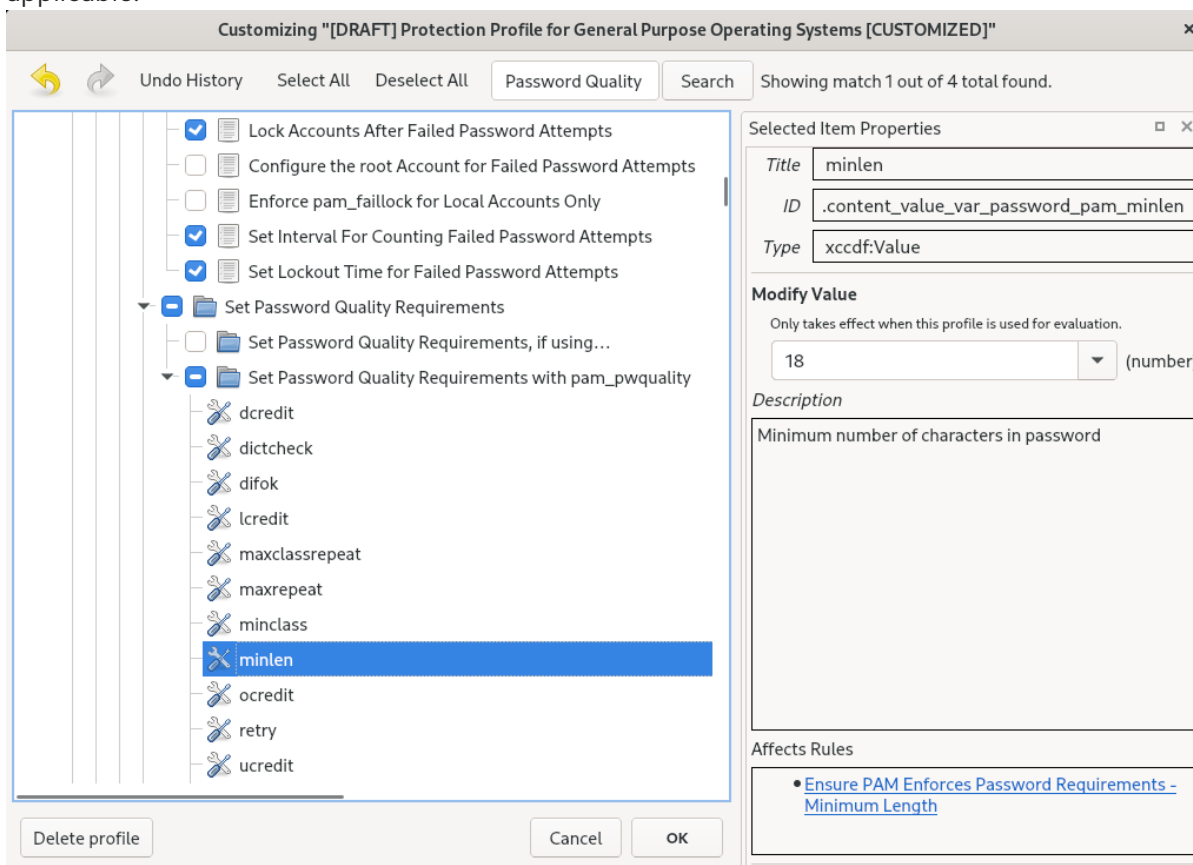 Customizing "[DRAFT] Protection Profile for General Purpose Operating Systems [CUSTOMIZED]"
Undo History Select All Deselect All Password Quality Search Showing match 1 out of 4 total found.
Lock Accounts After Failed Password Attempts
Configure the root Account for Failed Password Attempts
Enforce pam_faillock for Local Accounts Only
Set Interval For Counting Failed Password Attempts
Set Lockout Time for Failed Password Attempts
Set Password Quality Requirements
Set Password Quality Requirements, if using...
Set Password Quality Requirements with pam_pwquality
dcredit
dictcheck
difok
lcredit
maxclassrepeat
maxrepeat
minclass
minlen
ocredit
retry
ucredit
Delete profile Cancel OK
Selected Item Properties
Title minlen
ID .content_value_var_password_pam_minlen
Type xccdf:Value
Modify Value
Only takes effect when this profile is used for evaluation.
18 (number
Description
Minimum number of characters in password
Affects Rules
Ensure PAM Enforces Password Requirements -
Minimum Length